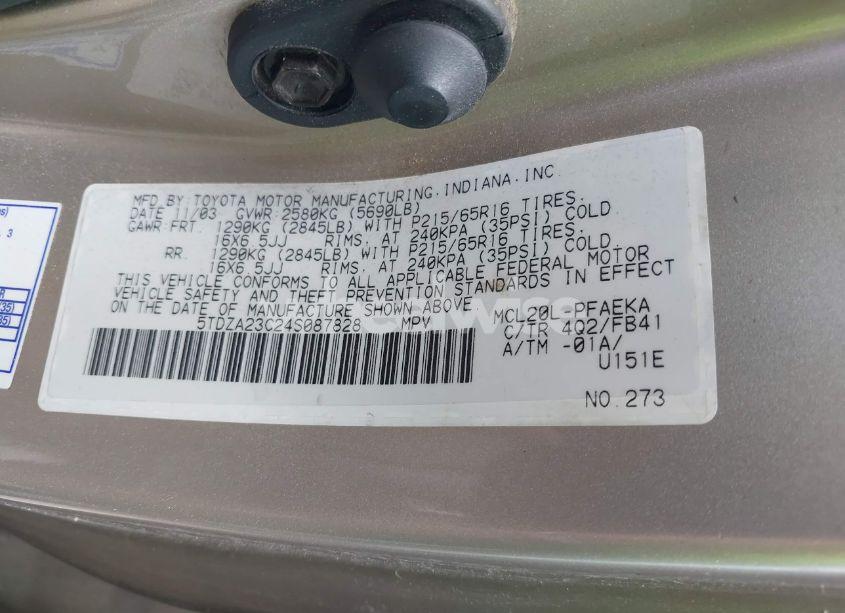 MFD.BY:TOYOTA MOTOR MANUFACTURING,INDIANA,INC.
DATE 11/03 GVWR:2580KG (5690LB)
GAWR:FRT. 1290KG (2845LB) WITH P215/65R16 TIRES.
16X6.5JJ RIMS, AT 240KPA (35PSI) COLD
RR. 1290KG (2845LB) WITH P215/65R16 TIRES.
16X6.5JJ RIMS, AT 240KPA (35PSI) COLD
THIS VEHICLE CONFORMS TO ALL APPLICABLE FEDERAL MOTOR
VEHICLE SAFETY AND THEFT PREVENTION STANDARDS IN EFFECT
ON THE DATE OF MANUFACTURE SHOWN ABOVE.
5TDZA23C24S087828 MPV
MCL20L-PFAEKA
C/TR 4Q2/FB41
A/TM -01A/
U151E
NO.273